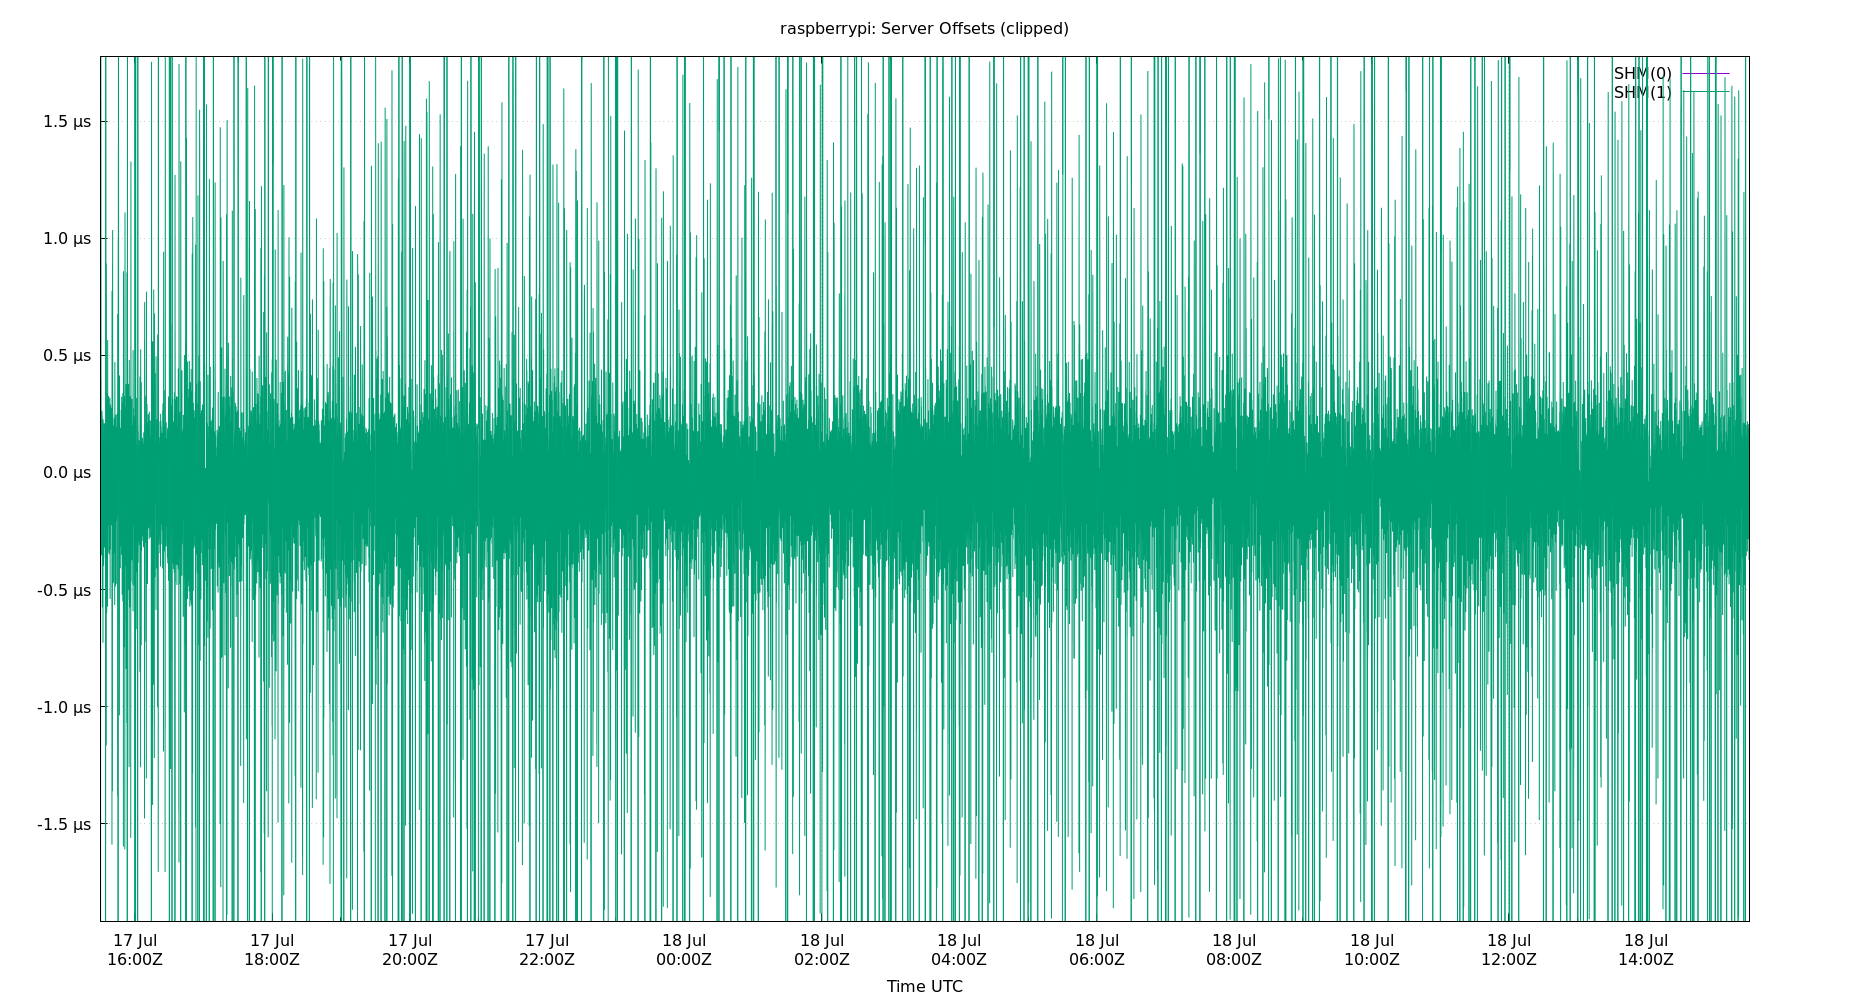 raspberrypi: Server Offsets (clipped)
SHM(0)
SHM(1)
1.5 µs
1.0 µs
0.5 µs
0.0 µs
-0.5 µs
-1.0 µs
-1.5 µs
17 Jul 17 Jul 17 Jul 17 Jul 18 Jul 18 Jul 18 Jul 18 Jul 18 Jul 18 Jul 18 Jul 18 Jul
16:00Z 18:00Z 20:00Z 22:00Z 00:00Z 02:00Z 04:00Z 06:00Z 08:00Z 10:00Z 12:00Z 14:00Z
Time UTC